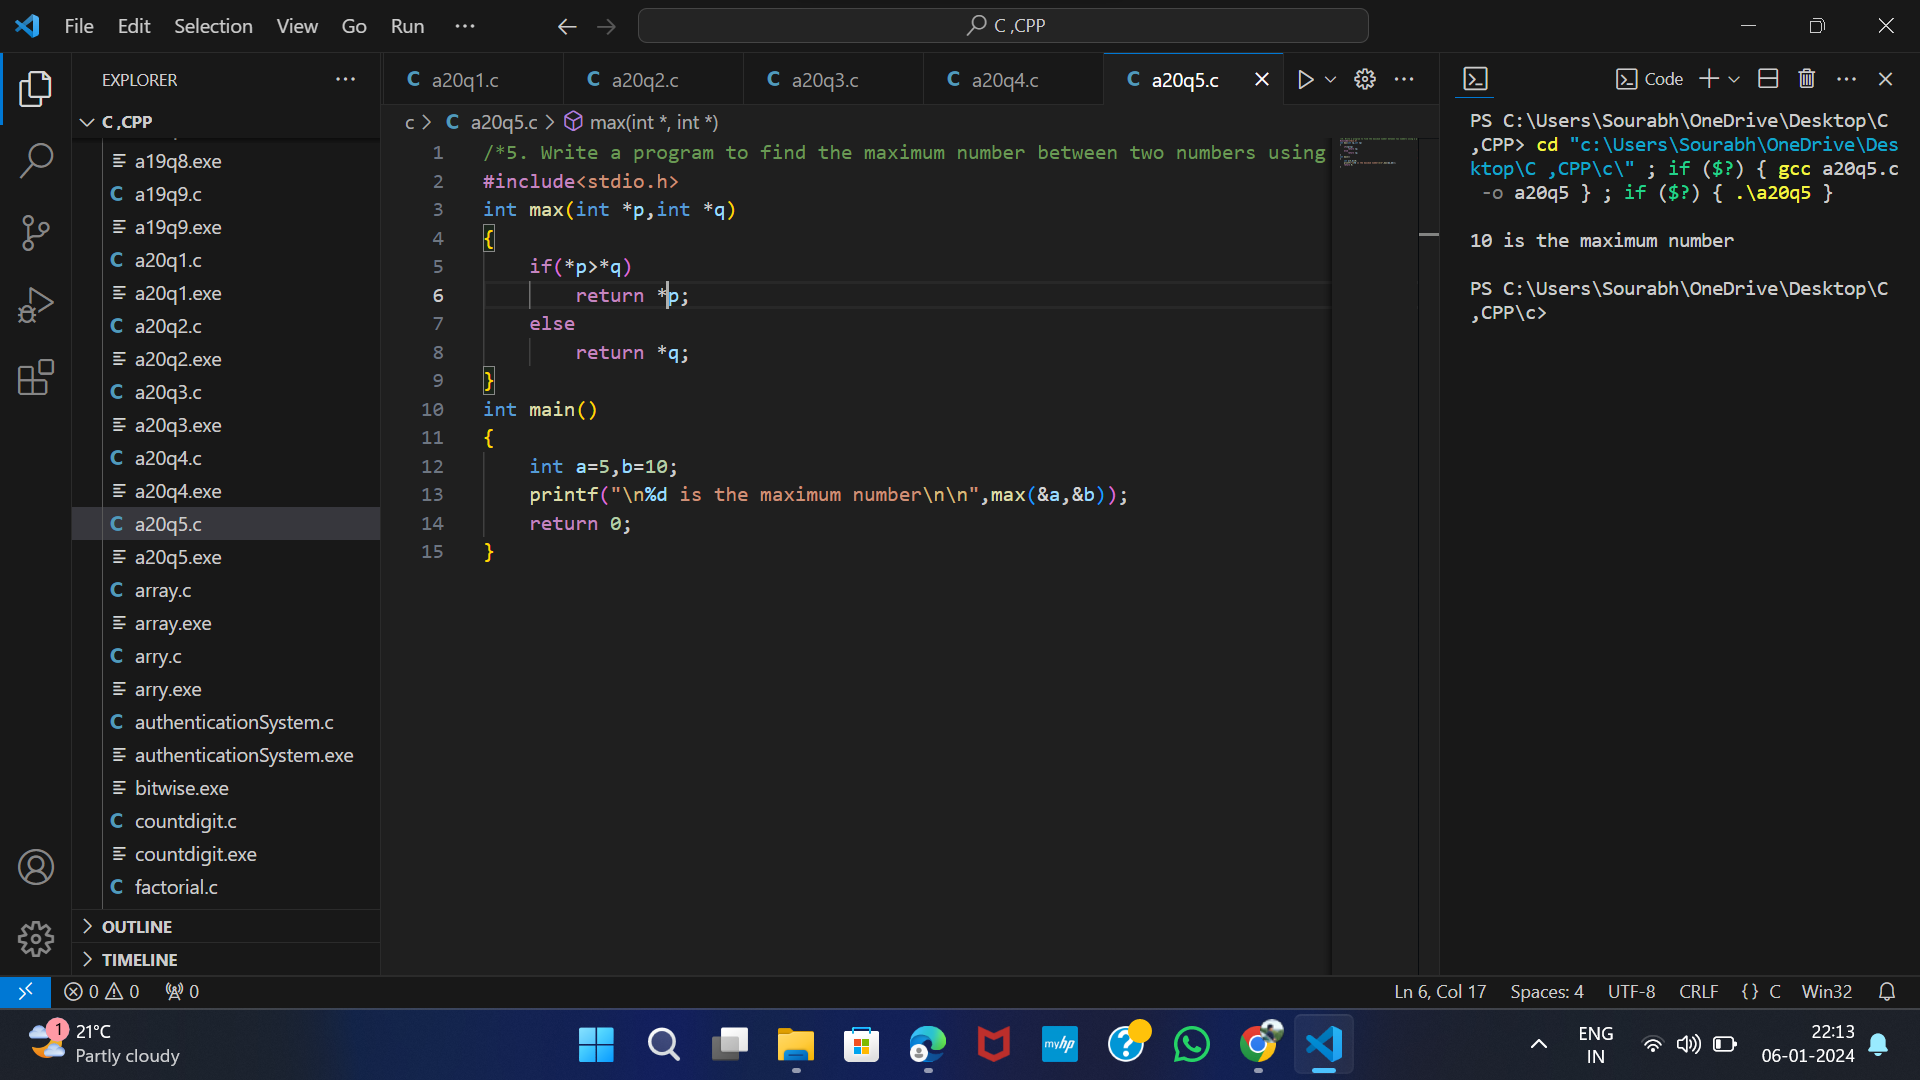 File Edit Selection View Go Run ···
C ,CPP
EXPLORER
C ,CPP
a19q8.exe
a19q9.c
a19q9.exe
a20q1.c
a20q1.exe
a20q2.c
a20q2.exe
a20q3.c
a20q3.exe
a20q4.c
a20q4.exe
a20q5.c
a20q5.exe
array.c
array.exe
arry.c
arry.exe
authenticationSystem.c
authenticationSystem.exe
bitwise.exe
countdigit.c
countdigit.exe
factorial.c
OUTLINE
TIMELINE
C a20q1.c C a20q2.c C a20q3.c C a20q4.c C a20q5.c
c > C a20q5.c > max(int *, int *)
1 /*5. Write a program to find the maximum number between two numbers using
2 #include<stdio.h>
3 int max(int *p,int *q)
4 {
5 if(*p>*q)
6 return *p;
7 else
8 return *q;
9 }
10 int main()
11 {
12 int a=5,b=10;
13 printf("\n%d is the maximum number\n\n",max(&a,&b));
14 return 0;
15 }
Code
PS C:\Users\Sourabh\OneDrive\Desktop\C
,CPP> cd "c:\Users\Sourabh\OneDrive\Des
ktop\C ,CPP\c\" ; if ($?) { gcc a20q5.c
-o a20q5 } ; if ($?) { .\a20q5 }
10 is the maximum number
PS C:\Users\Sourabh\OneDrive\Desktop\C
,CPP\c>
0 0 0
Ln 6, Col 17 Spaces: 4 UTF-8 CRLF {} C Win32
1
21°C
Partly cloudy
myhp
ENG
IN
22:13
06-01-2024